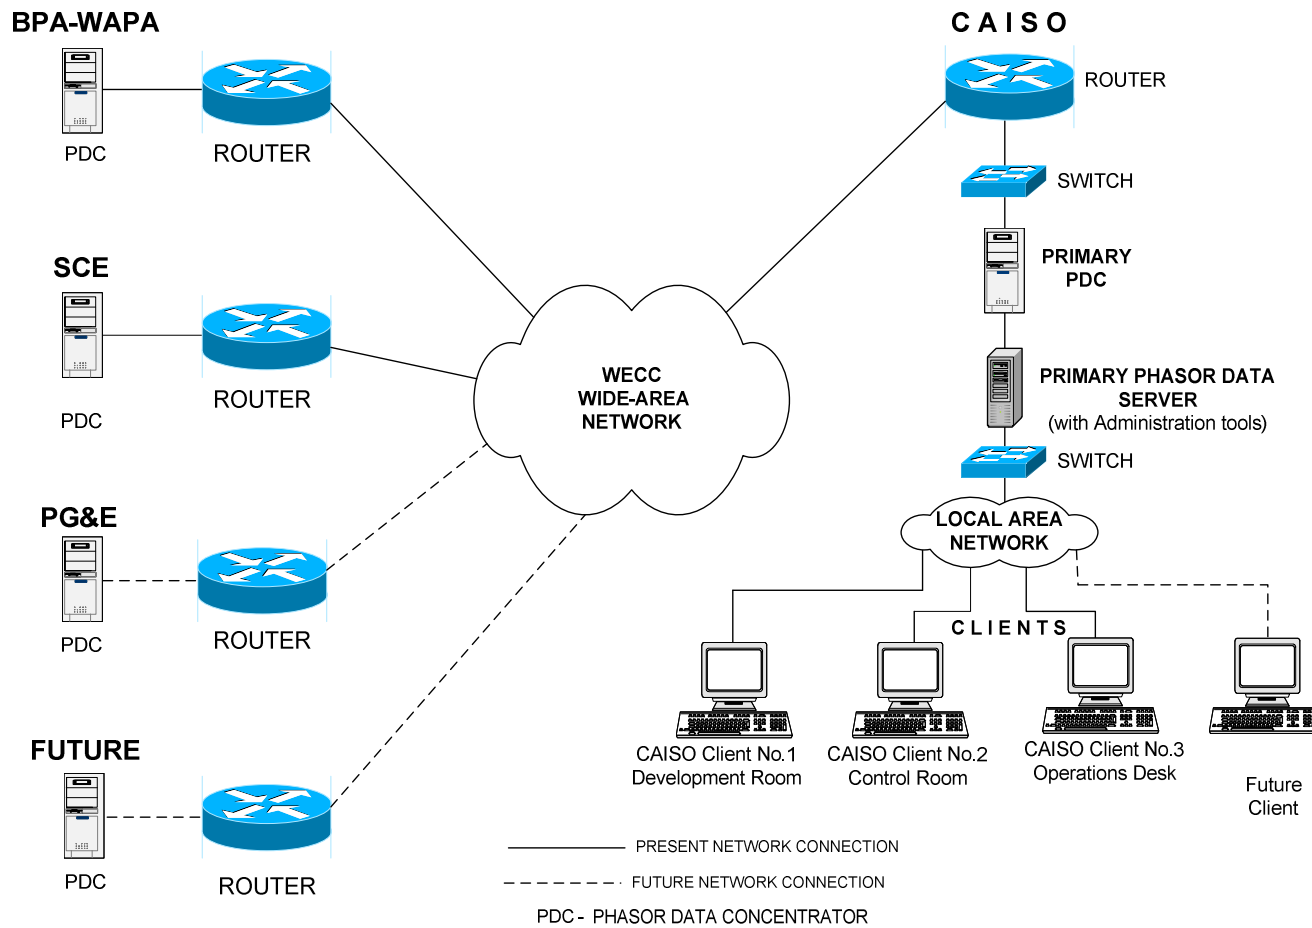 BPA-WAPA
PDC
ROUTER
SCE
PDC
ROUTER
PG&E
PDC
ROUTER
FUTURE
PDC
ROUTER
WECC
WIDE-AREA
NETWORK
C A I S O
ROUTER
SWITCH
PRIMARY
PDC
PRIMARY PHASOR DATA
SERVER
(with Administration tools)
SWITCH
LOCAL AREA
NETWORK
C L I E N T S
CAISO Client No.1
Development Room
CAISO Client No.2
Control Room
CAISO Client No.3
Operations Desk
Future
Client
PRESENT NETWORK CONNECTION
FUTURE NETWORK CONNECTION
PDC - PHASOR DATA CONCENTRATOR